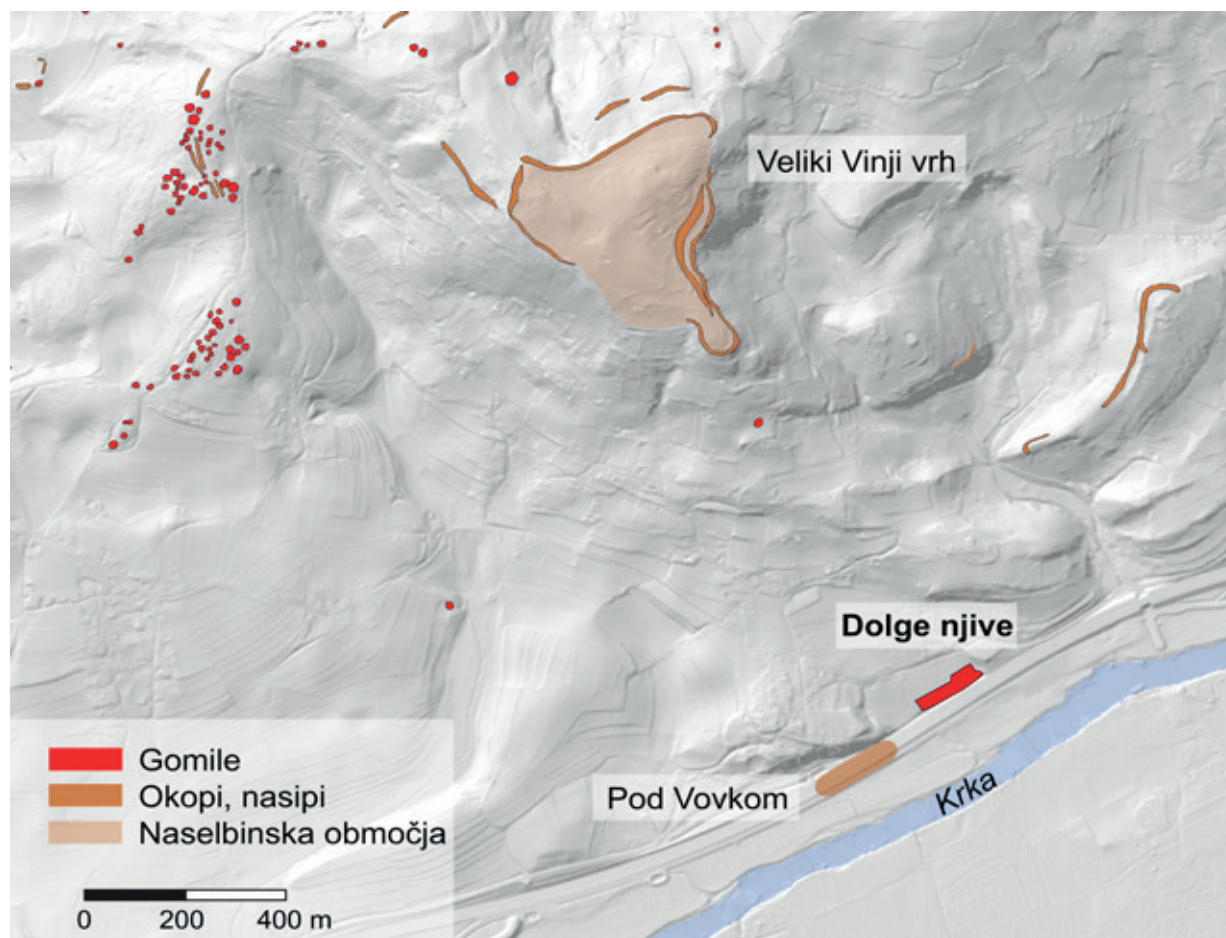 Veliki Vinji vrh
Dolge njive
Pod Vovkom
Krka
Gomile
Okopi, nasipi
Naselbinska območja
0 200 400 m